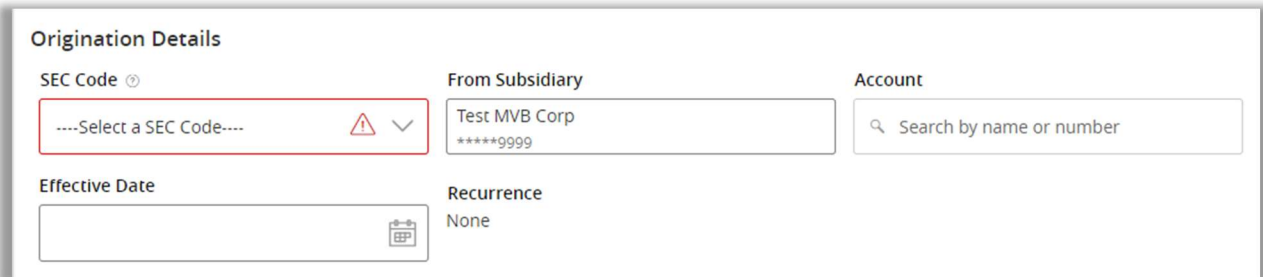 Origination Details
SEC Code
From Subsidiary
Account
----Select a SEC Code----
Test MVB Corp
*****9999
Search by name or number
Effective Date
Recurrence
None